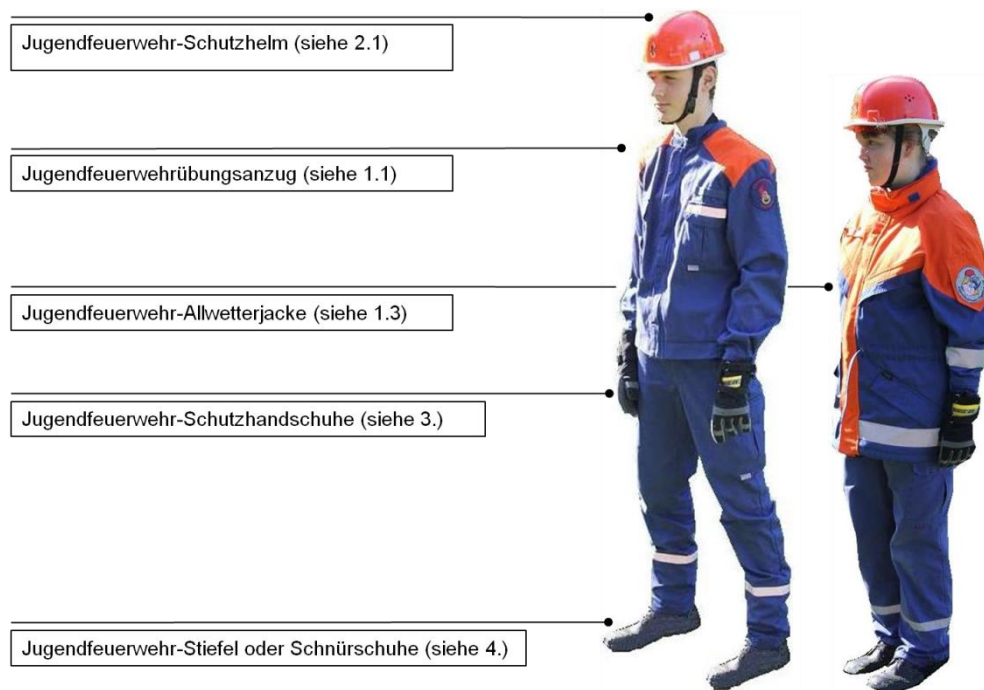 Jugendfeuerwehr-Schutzhelm (siehe 2.1)
Jugendfeuerwehrübungsanzug (siehe 1.1)
Jugendfeuerwehr-Allwetterjacke (siehe 1.3)
Jugendfeuerwehr-Schutzhandschuhe (siehe 3.)
Jugendfeuerwehr-Stiefel oder Schnürschuhe (siehe 4.)